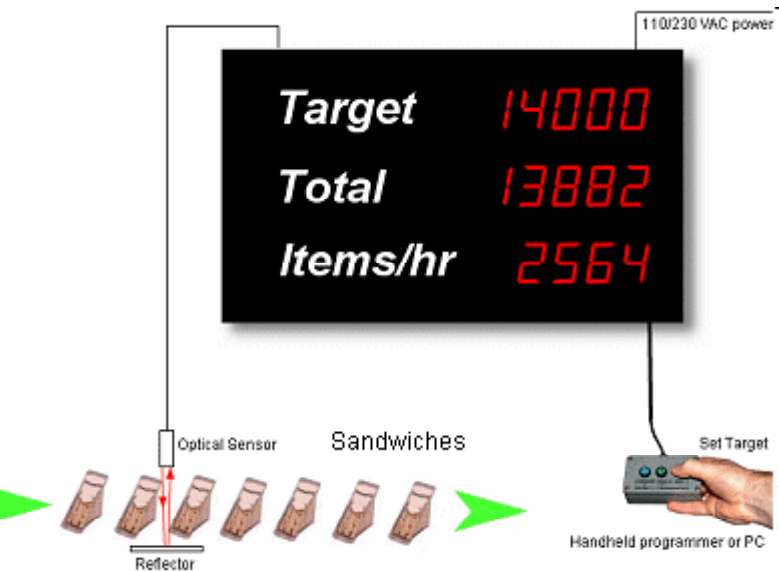 110/230 VAC power
Target 14000
Total 13882
Items/hr 2564
Optical Sensor
Sandwiches
Set Target
Reflector
Handheld programmer or PC